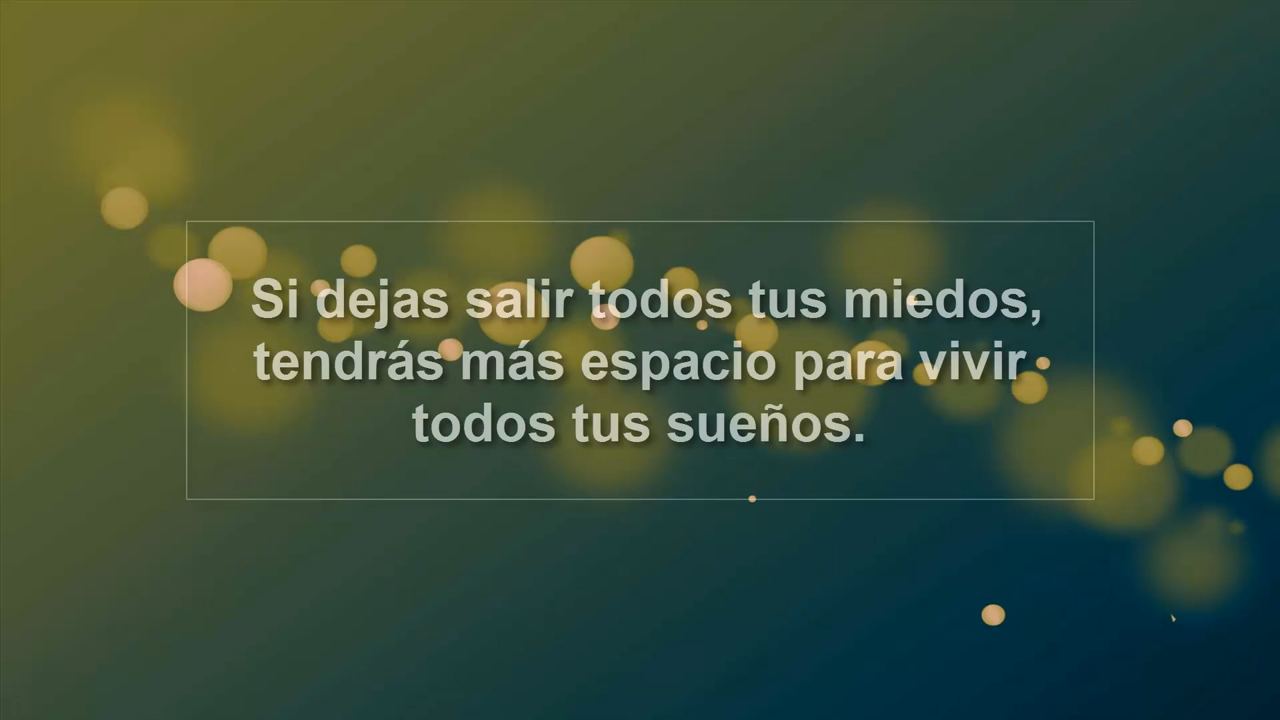 Si dejas salir todos tus miedos,
tendrás más espacio para vivir
todos tus sueños.